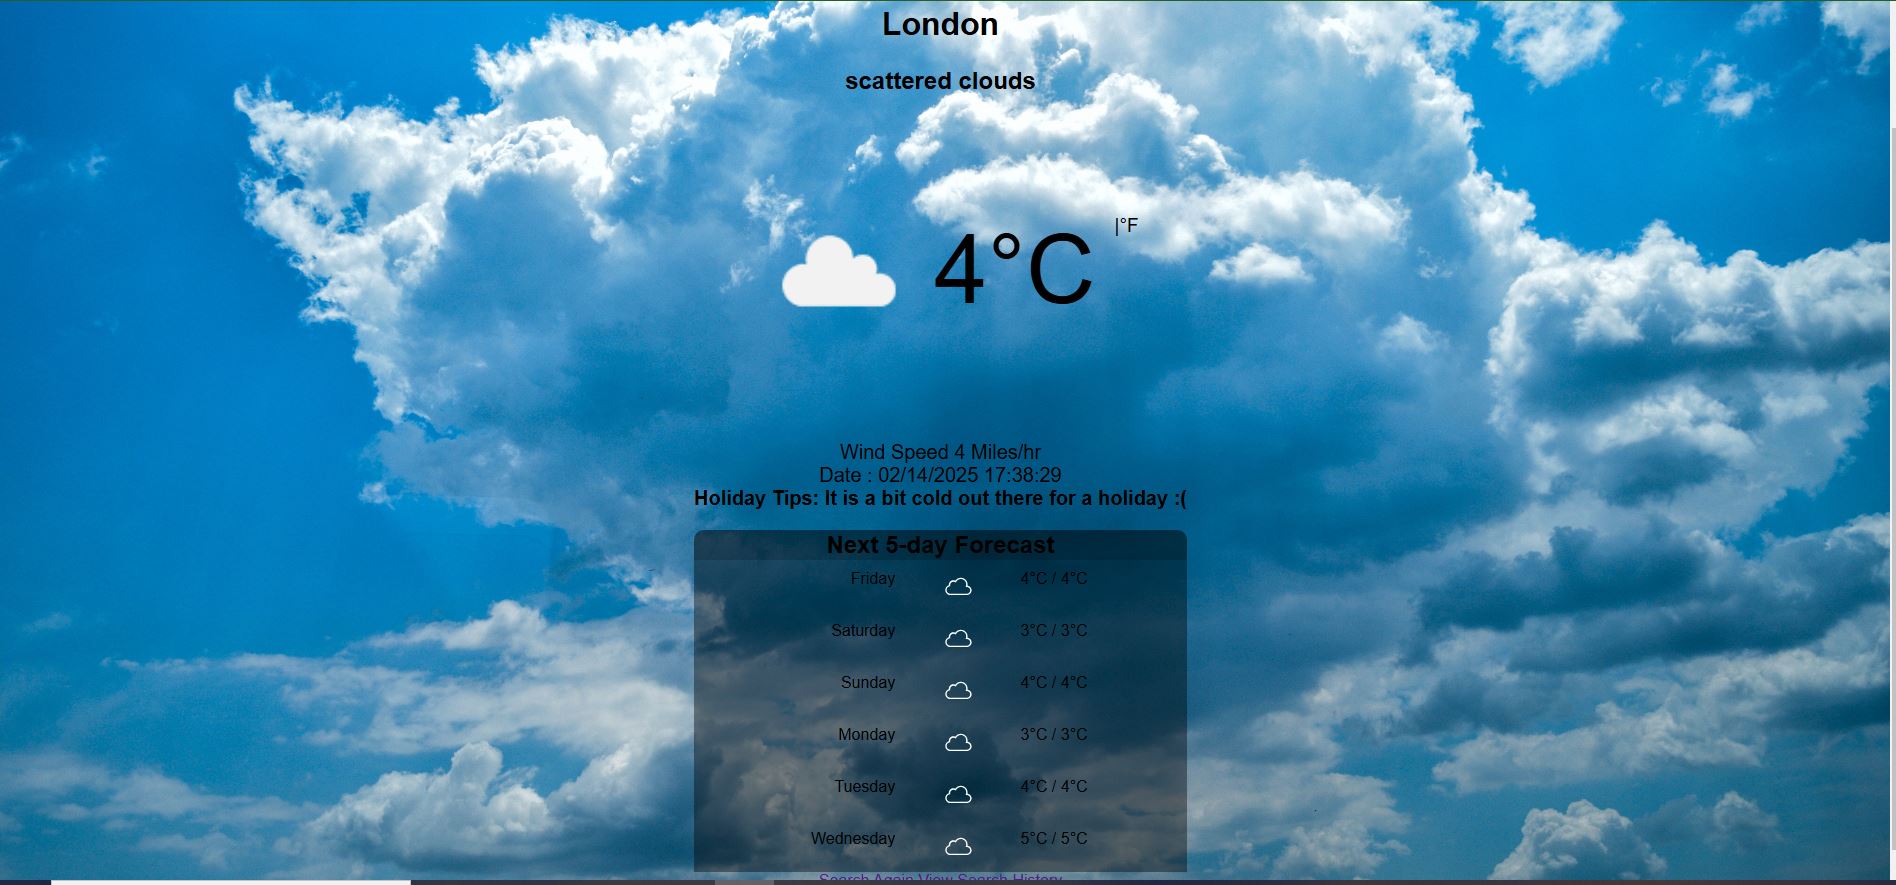 London
scattered clouds
4°C |°F
Wind Speed 4 Miles/hr
Date : 02/14/2025 17:38:29
Holiday Tips: It is a bit cold out there for a holiday :(
Next 5-day Forecast
Friday 4°C / 4°C
Saturday 3°C / 3°C
Sunday 4°C / 4°C
Monday 3°C / 3°C
Tuesday 4°C / 4°C
Wednesday 5°C / 5°C
Search Again View Search History